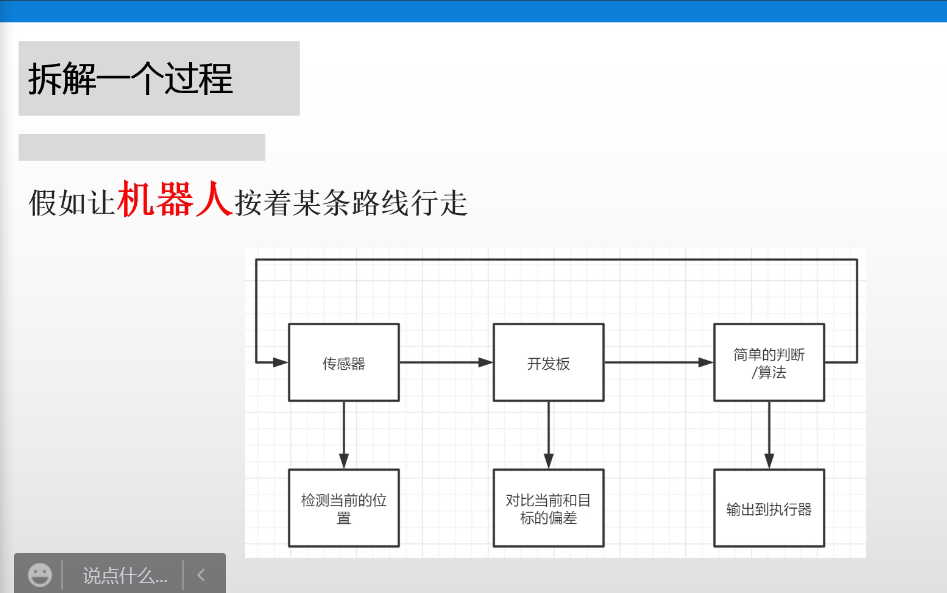 拆解一个过程
假如让机器人按着某条路线行走
传感器
开发板
简单的判断
/算法
检测当前的位
置
对比当前和目
标的偏差
输出到执行器
说点什么...